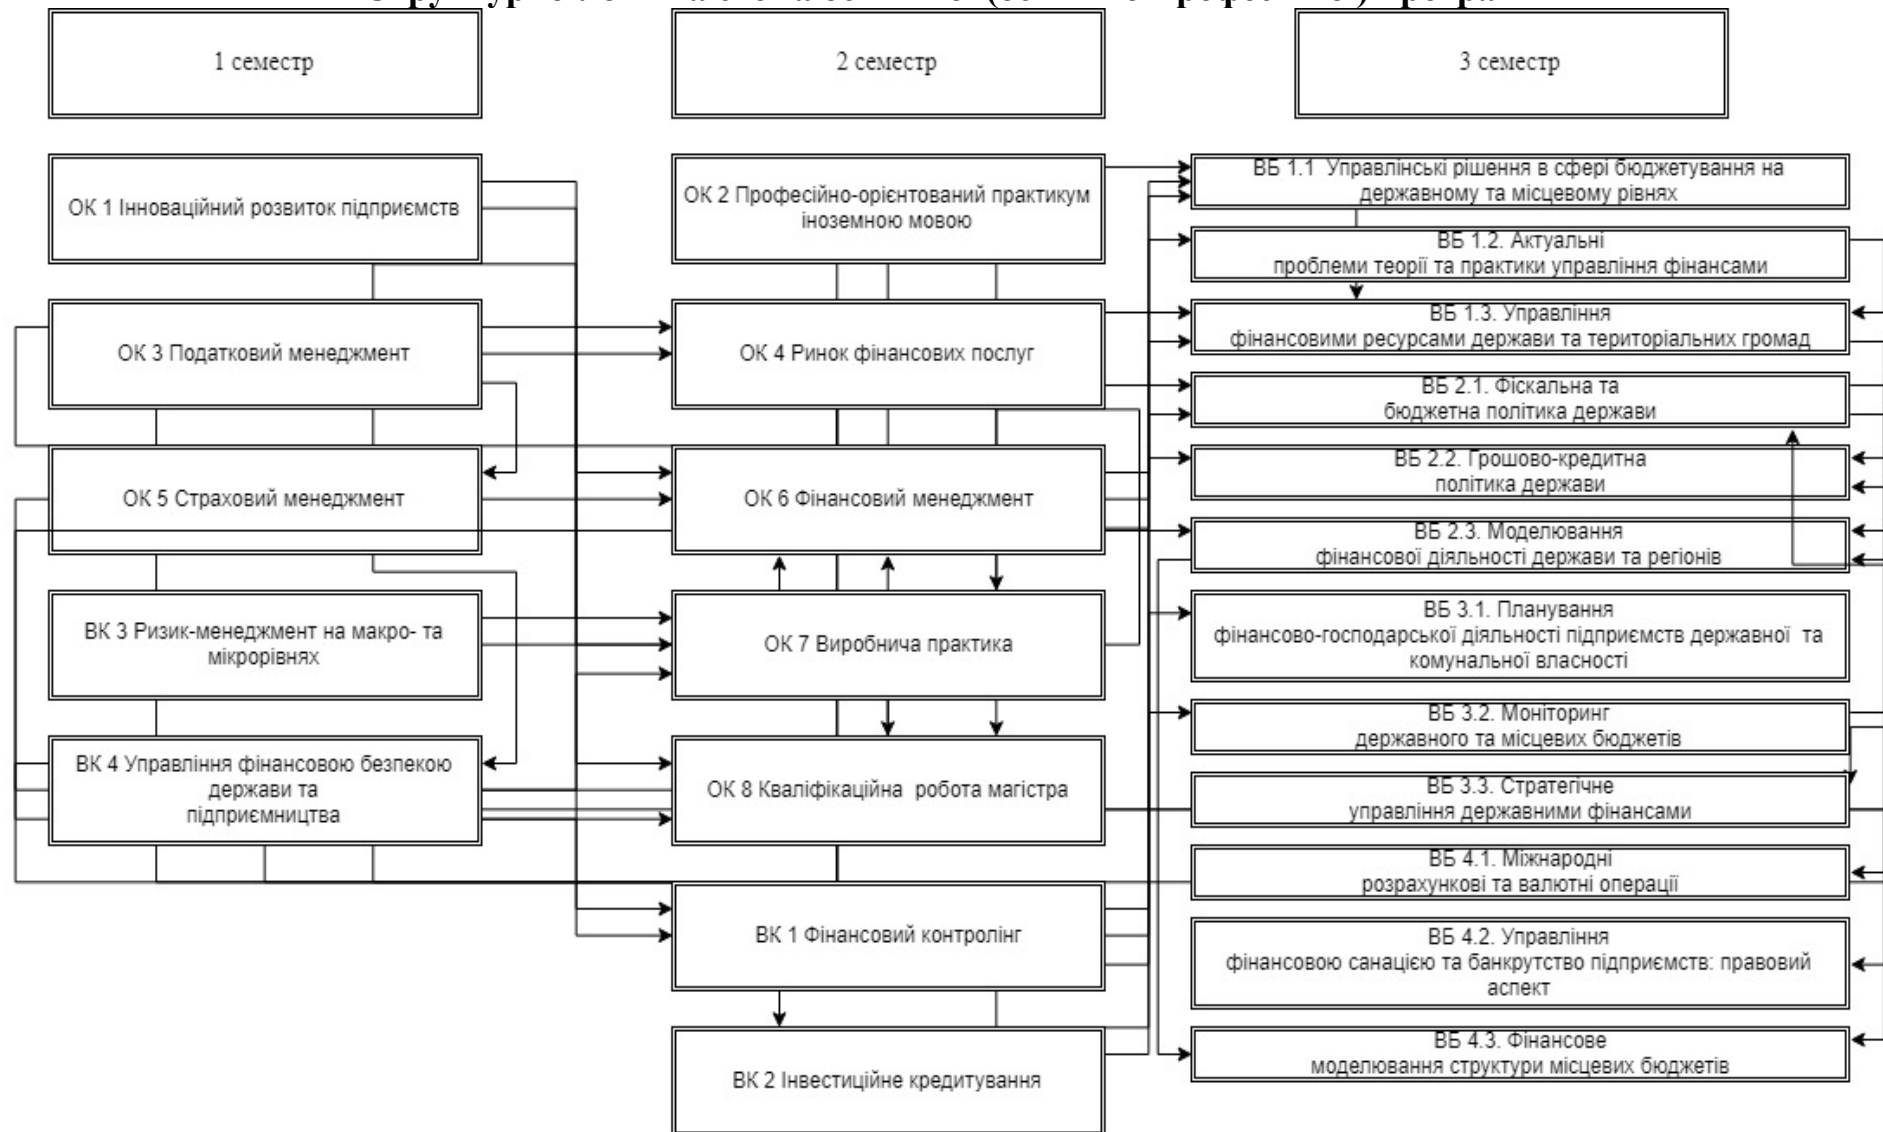 1 семестр
2 семестр
3 семестр
ОК 1 Інноваційний розвиток підприємств
ОК 3 Податковий менеджмент
ОК 5 Страховий менеджмент
ВК 3 Ризик-менеджмент на макро- та
мікрорівнях
ВК 4 Управління фінансовою безпекою
держави та
підприємництва
ОК 2 Професійно-орієнтований практикум
іноземною мовою
ОК 4 Ринок фінансових послуг
ОК 6 Фінансовий менеджмент
ОК 7 Виробнича практика
ОК 8 Кваліфікаційна робота магістра
ВК 1 Фінансовий контролінг
ВК 2 Інвестиційне кредитування
ВБ 1.1 Управлінські рішення в сфері бюджетування на
державному та місцевому рівнях
ВБ 1.2. Актуальні
проблеми теорії та практики управління фінансами
ВБ 1.3. Управління
фінансовими ресурсами держави та територіальних громад
ВБ 2.1. Фіскальна та
бюджетна політика держави
ВБ 2.2. Грошово-кредитна
політика держави
ВБ 2.3. Моделювання
фінансової діяльності держави та регіонів
ВБ 3.1. Планування
фінансово-господарської діяльності підприємств державної та
комунальної власності
ВБ 3.2. Моніторинг
державного та місцевих бюджетів
ВБ 3.3. Стратегічне
управління державними фінансами
ВБ 4.1. Міжнародні
розрахункові та валютні операції
ВБ 4.2. Управління
фінансовою санацією та банкрутство підприємств: правовий
аспект
ВБ 4.3. Фінансове
моделювання структури місцевих бюджетів